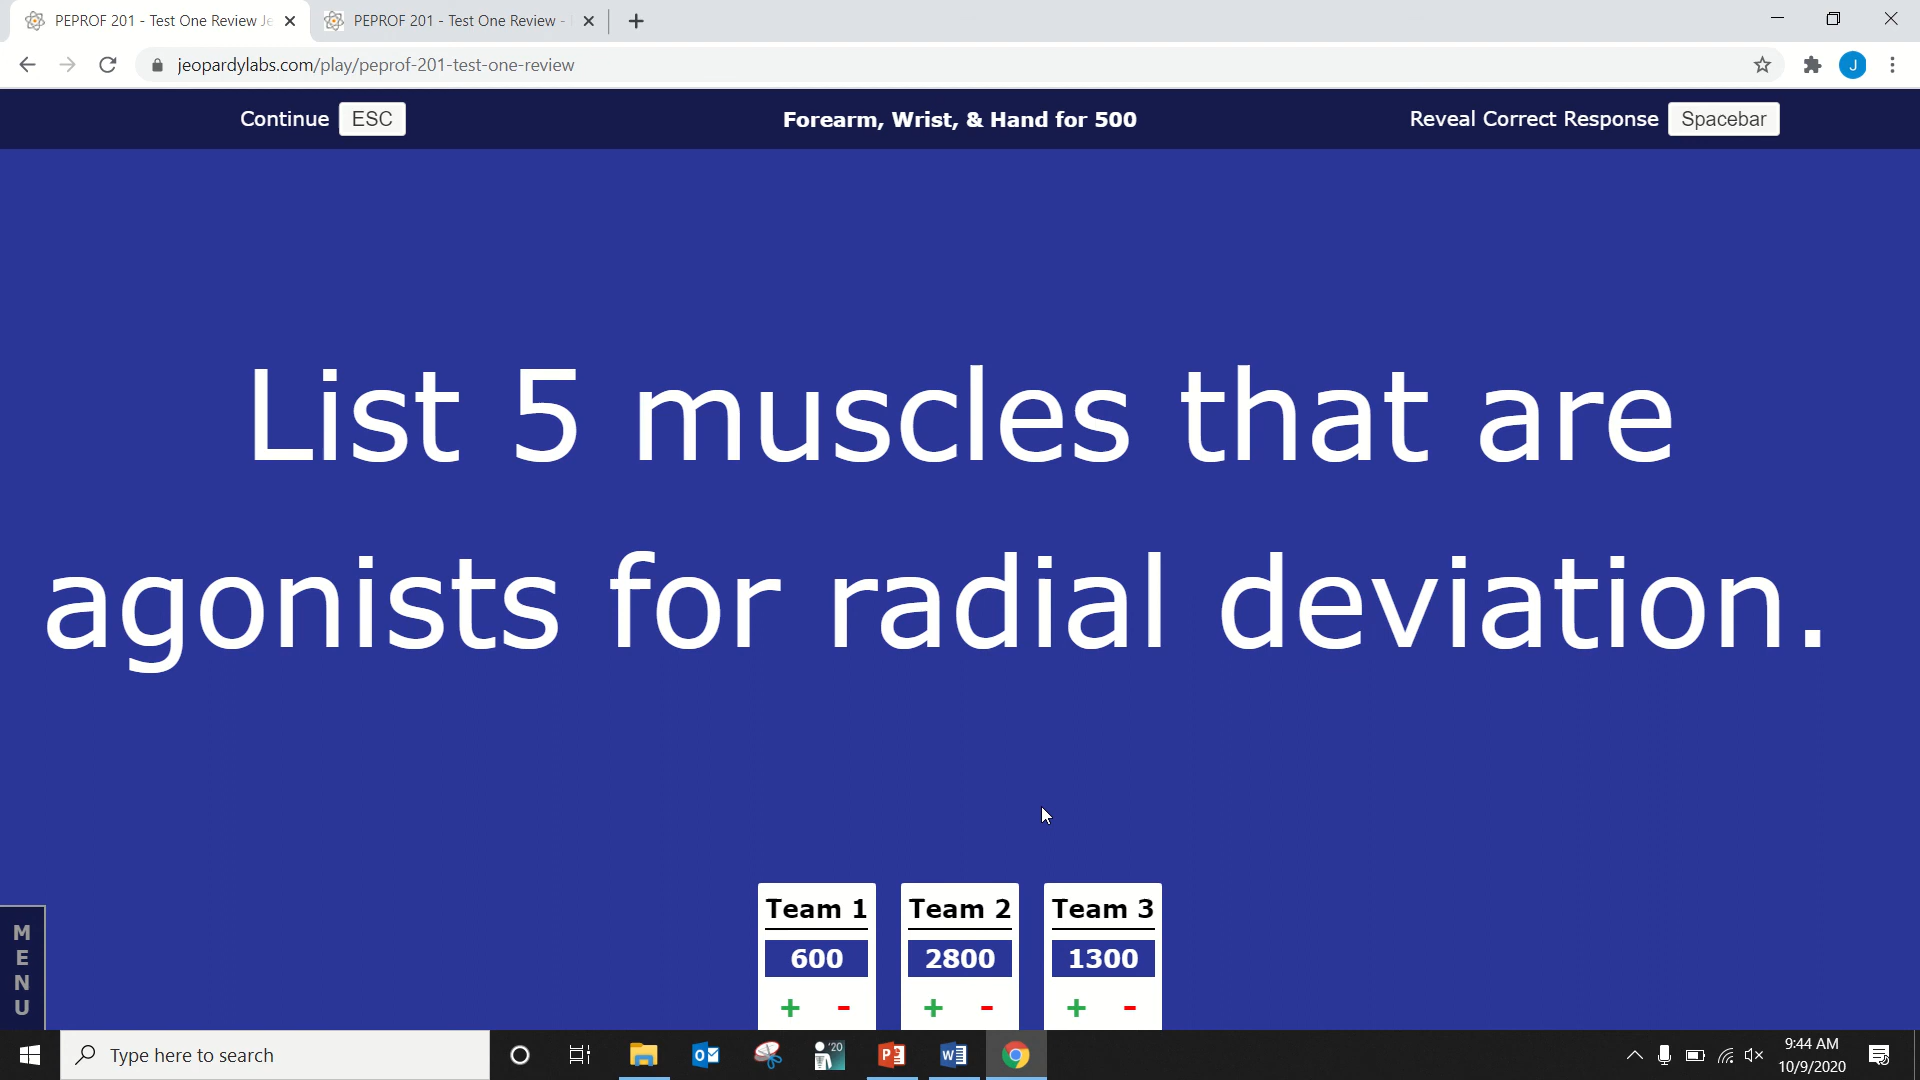 PEPROF 201 - Test One Review Je
PEPROF 201 - Test One Review -
jeopardylabs.com/play/peprof-201-test-one-review
J
Continue ESC
Forearm, Wrist, & Hand for 500
Reveal Correct Response Spacebar
List 5 muscles that are
agonists for radial deviation.
Team 1 Team 2 Team 3
600 2800 1300
+ - + - + -
MENU
Type here to search
'20
9:44 AM
10/9/2020